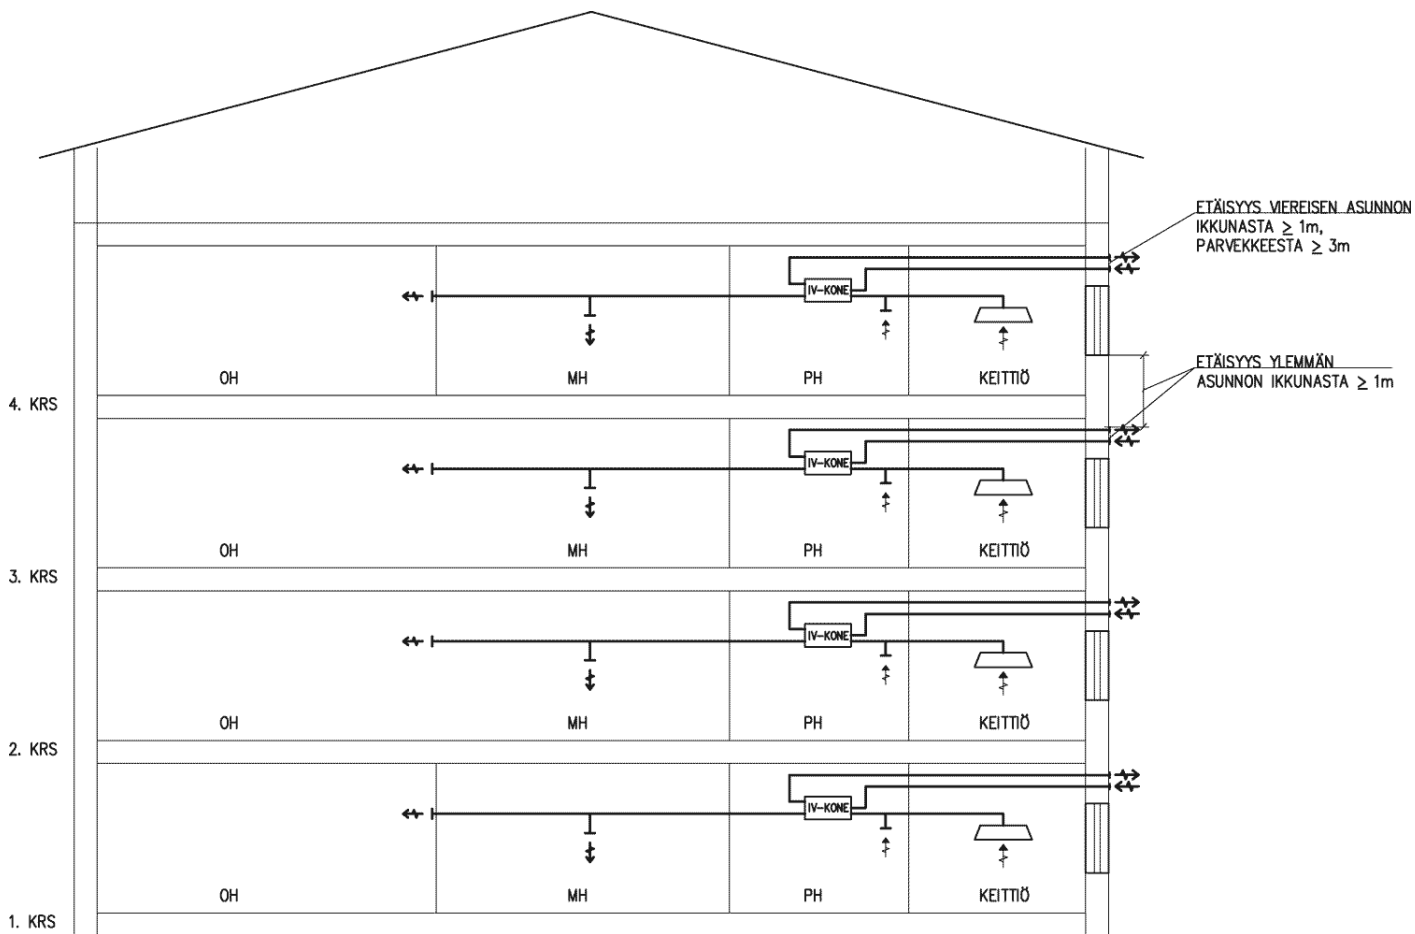 ETÄISYYS VIEREISEN ASUNNON
IKKUNASTA ≥ 1m,
PARVEKKEESTA ≥ 3m
IV-KONE
OH
MH
PH
KEITTIÖ
ETÄISYYS YLEMMÄN
ASUNNON IKKUNASTA ≥ 1m
4. KRS
IV-KONE
OH
MH
PH
KEITTIÖ
3. KRS
IV-KONE
OH
MH
PH
KEITTIÖ
2. KRS
IV-KONE
OH
MH
PH
KEITTIÖ
1. KRS